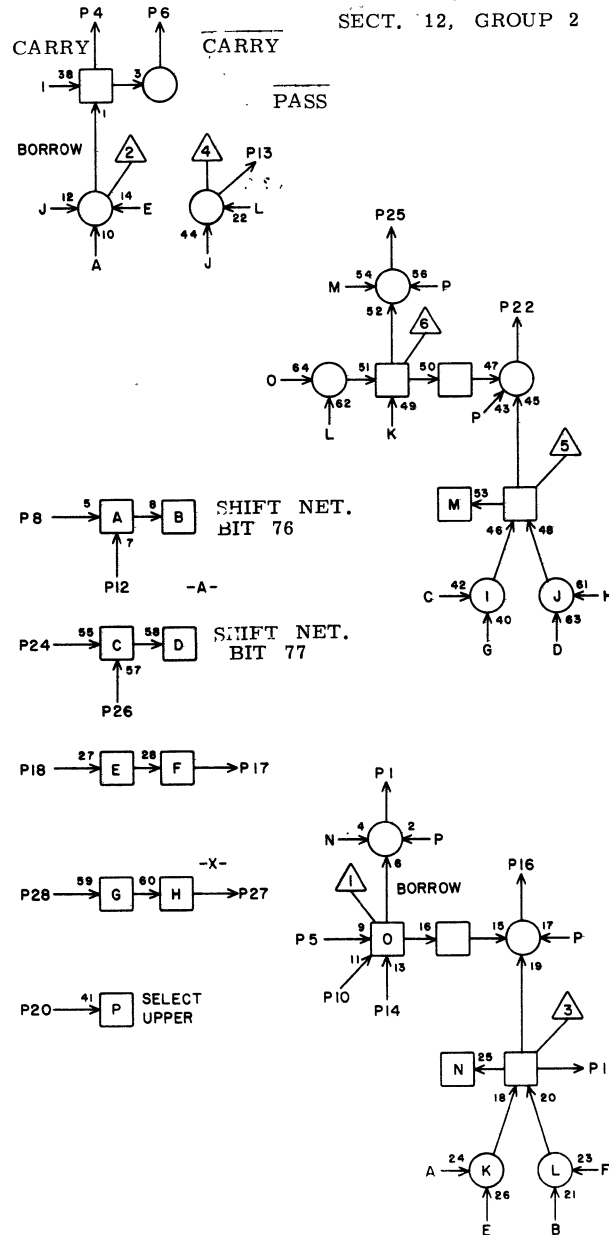 SECT. 12, GROUP 2
P4
P6
CARRY
CARRY
38
3
I
1
PASS
BORROW
2
4
P13
12
14
J
E
22
L
10
44
A
J
P25
54
56
M
P
52
6
P22
64
51
50
47
O
62
49
43
45
P
L
K
5
M
53
46
48
42
61
C
I
J
H
40
63
G
D
5
8
P8
A
B
SHIFT NET.
BIT 76
7
P12
-A-
55
58
P24
C
D
SHIFT NET.
BIT 77
57
P26
27
28
P18
E
F
P17
59
60
-X-
P28
G
H
P27
41
P20
P
SELECT
UPPER
P1
4
2
N
P
6
1
BORROW
P16
9
16
15
17
P5
O
P
11
13
19
P10
P14
3
25
N
P1
18
20
24
23
A
K
L
F
26
21
E
B